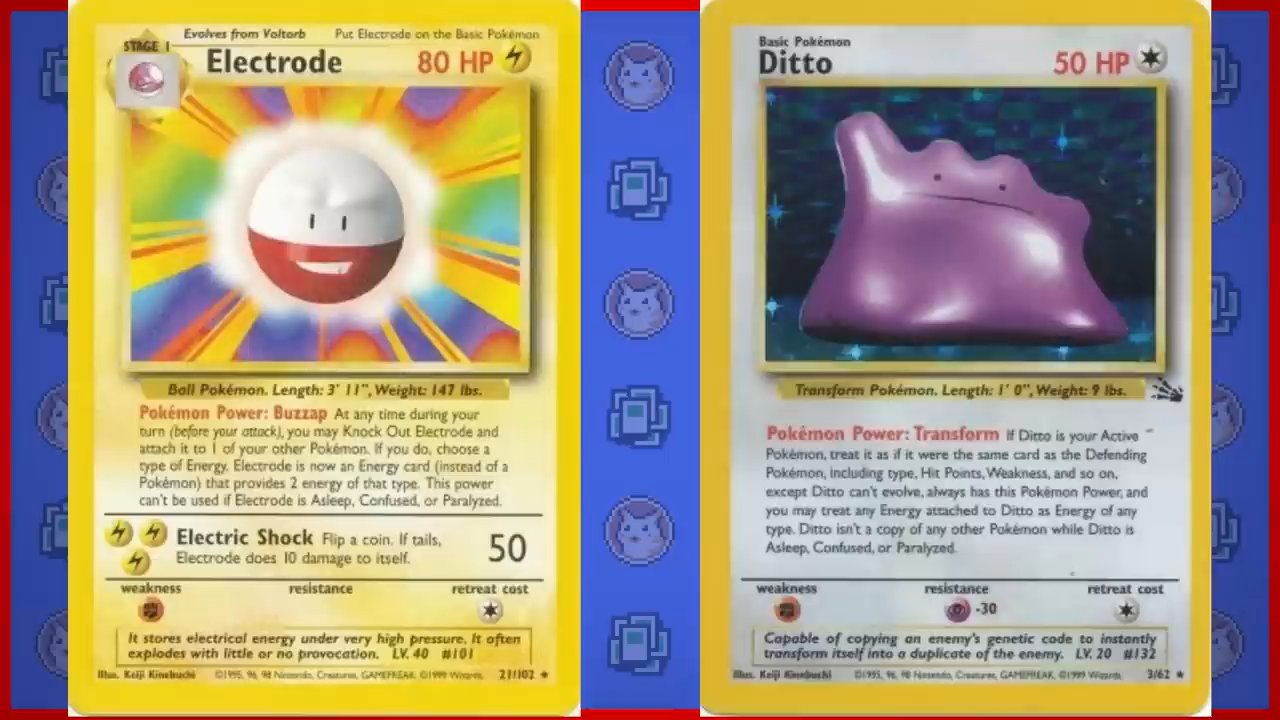 Evolves from Voltorb Put Electrode on the Basic Pokémon
STAGE 1
Electrode 80 HP
Ball Pokémon. Length: 3' 11", Weight: 147 lbs.
Pokémon Power: Buzzap At any time during your
turn (before your attack), you may Knock Out Electrode and
attach it to 1 of your other Pokémon. If you do, choose a
type of Energy. Electrode is now an Energy card (instead of a
Pokémon) that provides 2 energy of that type. This power
can't be used if Electrode is Asleep, Confused, or Paralyzed.
Electric Shock Flip a coin. If tails, 50
Electrode does 10 damage to itself.
weakness resistance retreat cost
It stores electrical energy under very high pressure. It often
explodes with little or no provocation. LV. 40 #101
Illus. Keiji Kinebuchi ©1995, 96, 98 Nintendo, Creatures, GAMEFREAK. ©1999 Wizards. 21/102
Basic Pokémon
Ditto 50 HP
Transform Pokémon. Length: 1' 0", Weight: 9 lbs.
Pokémon Power: Transform If Ditto is your Active
Pokémon, treat it as if it were the same card as the Defending
Pokémon, including type, Hit Points, Weakness, and so on,
except Ditto can't evolve, always has this Pokémon Power, and
you may treat any Energy attached to Ditto as Energy of any
type. Ditto isn't a copy of any other Pokémon while Ditto is
Asleep, Confused, or Paralyzed.
weakness resistance retreat cost
-30
Capable of copying an enemy's genetic code to instantly
transform itself into a duplicate of the enemy. LV. 20 #132
Illus. Keiji Kinebuchi ©1995, 96, 98 Nintendo, Creatures, GAMEFREAK. ©1999 Wizards. 3/62